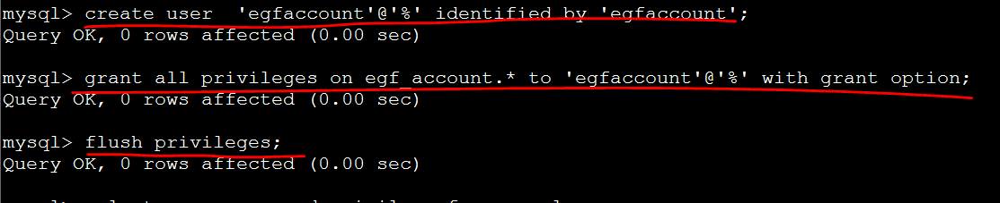 mysql> create user  'egfaccount'@'%' identified by 'egfaccount';
Query OK, 0 rows affected (0.00 sec)
mysql> grant all privileges on egf_account.* to 'egfaccount'@'%' with grant option;
Query OK, 0 rows affected (0.00 sec)
mysql> flush privileges;
Query OK, 0 rows affected (0.00 sec)